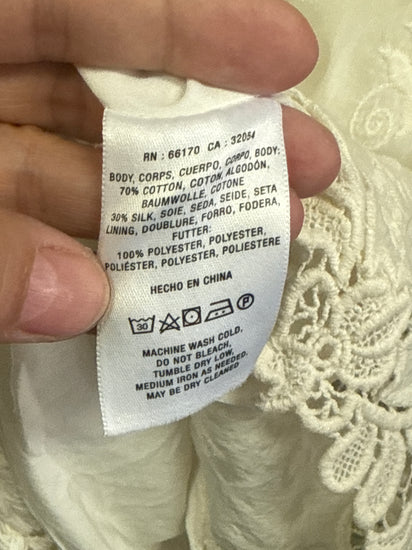 RN : 66170 CA : 32054
BODY, CORPS, CUERPO, CORPO, BODY:
70% COTTON, COTON, ALGODÓN,
BAUMWOLLE, COTONE
30% SILK, SOIE, SEDA, SEIDE, SETA
LINING, DOUBLURE, FORRO, FODERA,
FUTTER:
100% POLYESTER, POLYESTER,
POLIÉSTER, POLYESTER, POLIESTERE
HECHO EN CHINA
30 P
MACHINE WASH COLD.
DO NOT BLEACH.
TUMBLE DRY LOW.
MEDIUM IRON AS NEEDED.
MAY BE DRY CLEANED